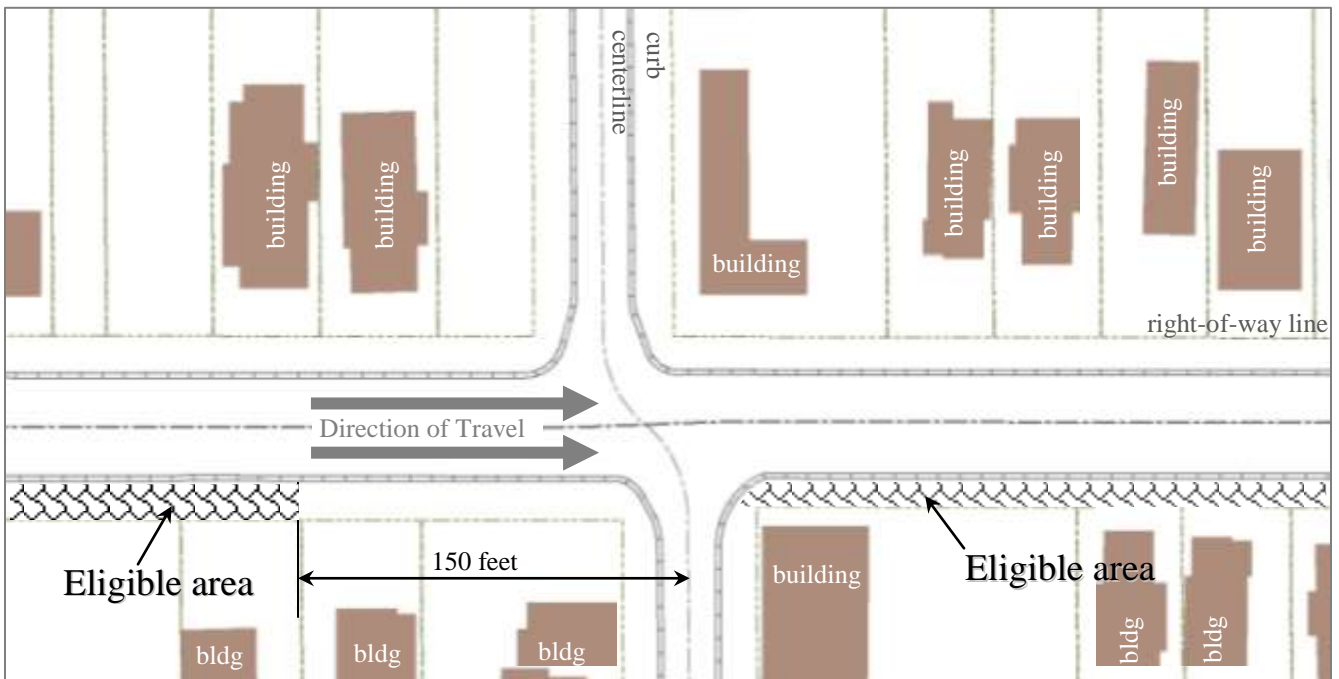 centerline
curb
building
building
building
building
building
building
building
right-of-way line
Direction of Travel
Eligible area
150 feet
building
Eligible area
bldg
bldg
bldg
bldg
bldg